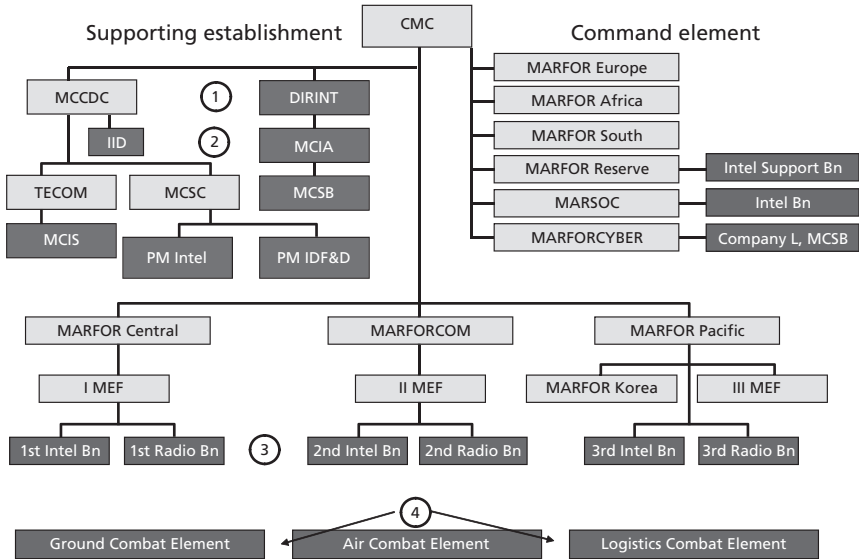 Supporting establishment
CMC
Command element
MCCDC
1
DIRINT
IID
2
MCIA
TECOM
MCSC
MCSB
MCIS
PM Intel
PM IDF&D
MARFOR Europe
MARFOR Africa
MARFOR South
MARFOR Reserve
Intel Support Bn
MARSOC
Intel Bn
MARFORCYBER
Company L, MCSB
MARFOR Central
MARFORCOM
MARFOR Pacific
I MEF
II MEF
MARFOR Korea
III MEF
1st Intel Bn
1st Radio Bn
3
2nd Intel Bn
2nd Radio Bn
3rd Intel Bn
3rd Radio Bn
4
Ground Combat Element
Air Combat Element
Logistics Combat Element